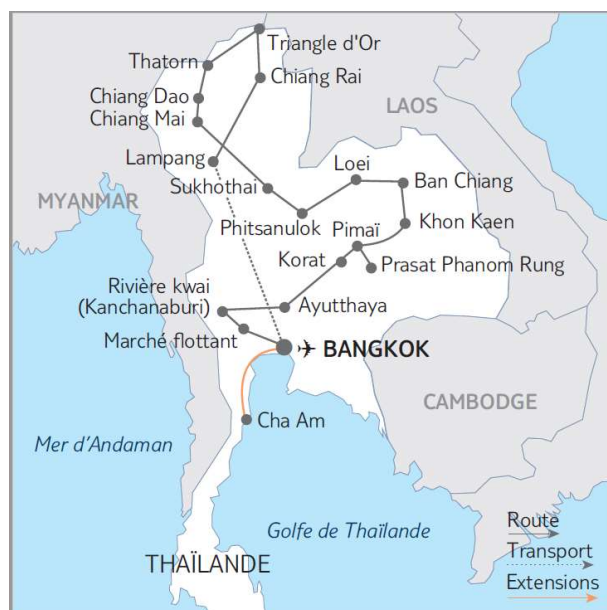 Triangle d'Or
Thatorn
Chiang Rai
Chiang Dao
Chiang Mai
LAOS
Lampang
Loei
Sukhothai
Ban Chiang
MYANMAR
Phitsanulok
Pimaï
Khon Kaen
Korat
Prasat Phanom Rung
Rivière kwai
(Kanchanaburi)
Ayutthaya
Marché flottant
BANGKOK
CAMBODGE
Cha Am
Mer d'Andaman
Golfe de Thaïlande
Route
Transport
THAÏLANDE
Extensions